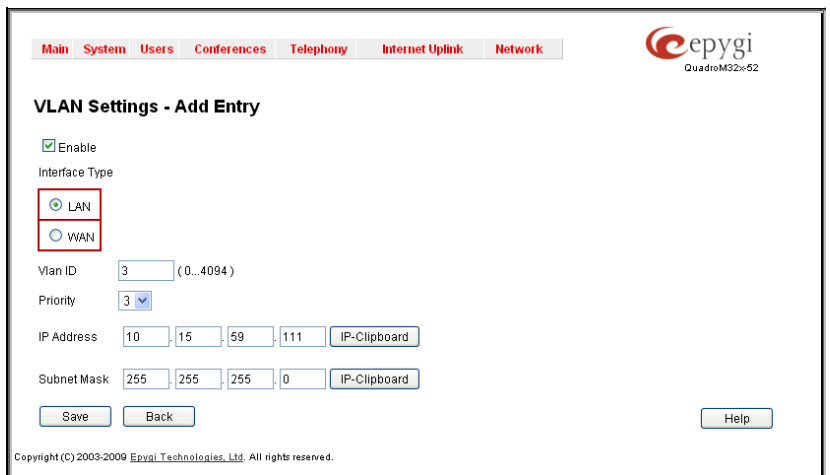 Main System Users Conferences Telephony Internet Uplink Network
epygi
QuadroM32x-52
VLAN Settings - Add Entry
Enable
Interface Type
LAN
WAN
Vlan ID 3 ( 0...4094 )
Priority 3
IP Address 10 . 15 . 59 . 111 IP-Clipboard
Subnet Mask 255 . 255 . 255 . 0 IP-Clipboard
Save Back Help
Copyright (C) 2003-2009 Epygi Technologies, Ltd. All rights reserved.